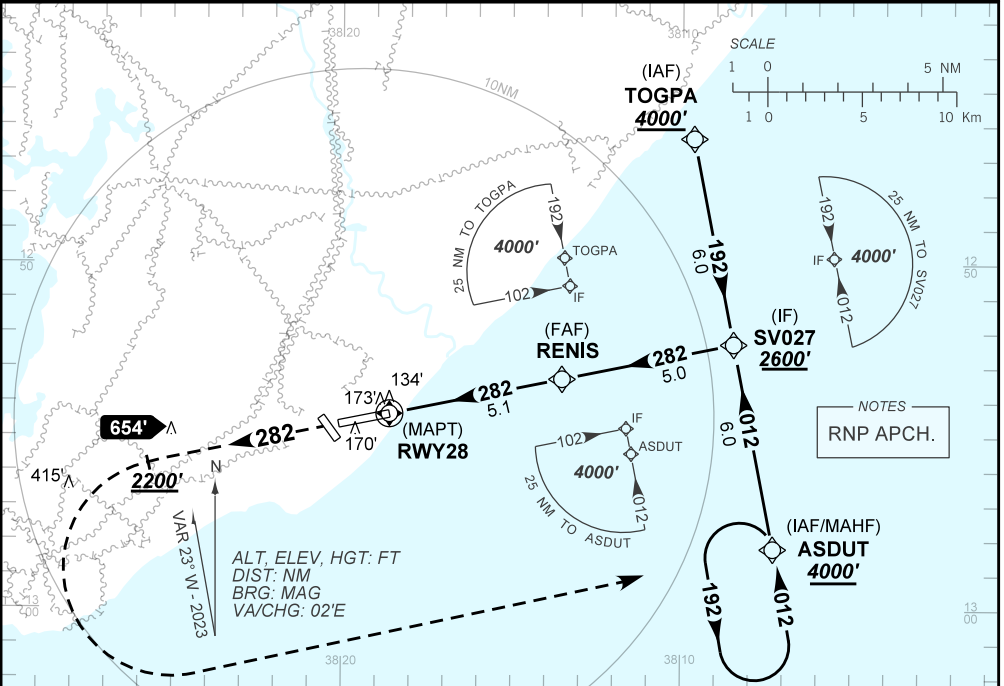 38|20
38|10
SCALE
1 0 5 NM
1 0 5 10 Km
10NM
(IAF)
TOGPA
4000'
25 NM TO TOGPA
192
4000'
TOGPA
102
IF
192
6.0
25 NM TO SV027
192
IF
4000'
012
12
50
12
50
(IF)
SV027
2600'
(FAF)
RENIS
282
5.0
282
5.1
134'
173'
170'
(MAPT)
RWY28
654'
282
415'
2200'
N
VAR 23° W - 2023
ALT, ELEV, HGT: FT
DIST: NM
BRG: MAG
VA/CHG: 02'E
IF
102
ASDUT
4000'
012
25 NM TO ASDUT
012
6.0
NOTES
RNP APCH.
(IAF/MAHF)
ASDUT
4000'
192
012
13
00
13
00
38|20
38|10